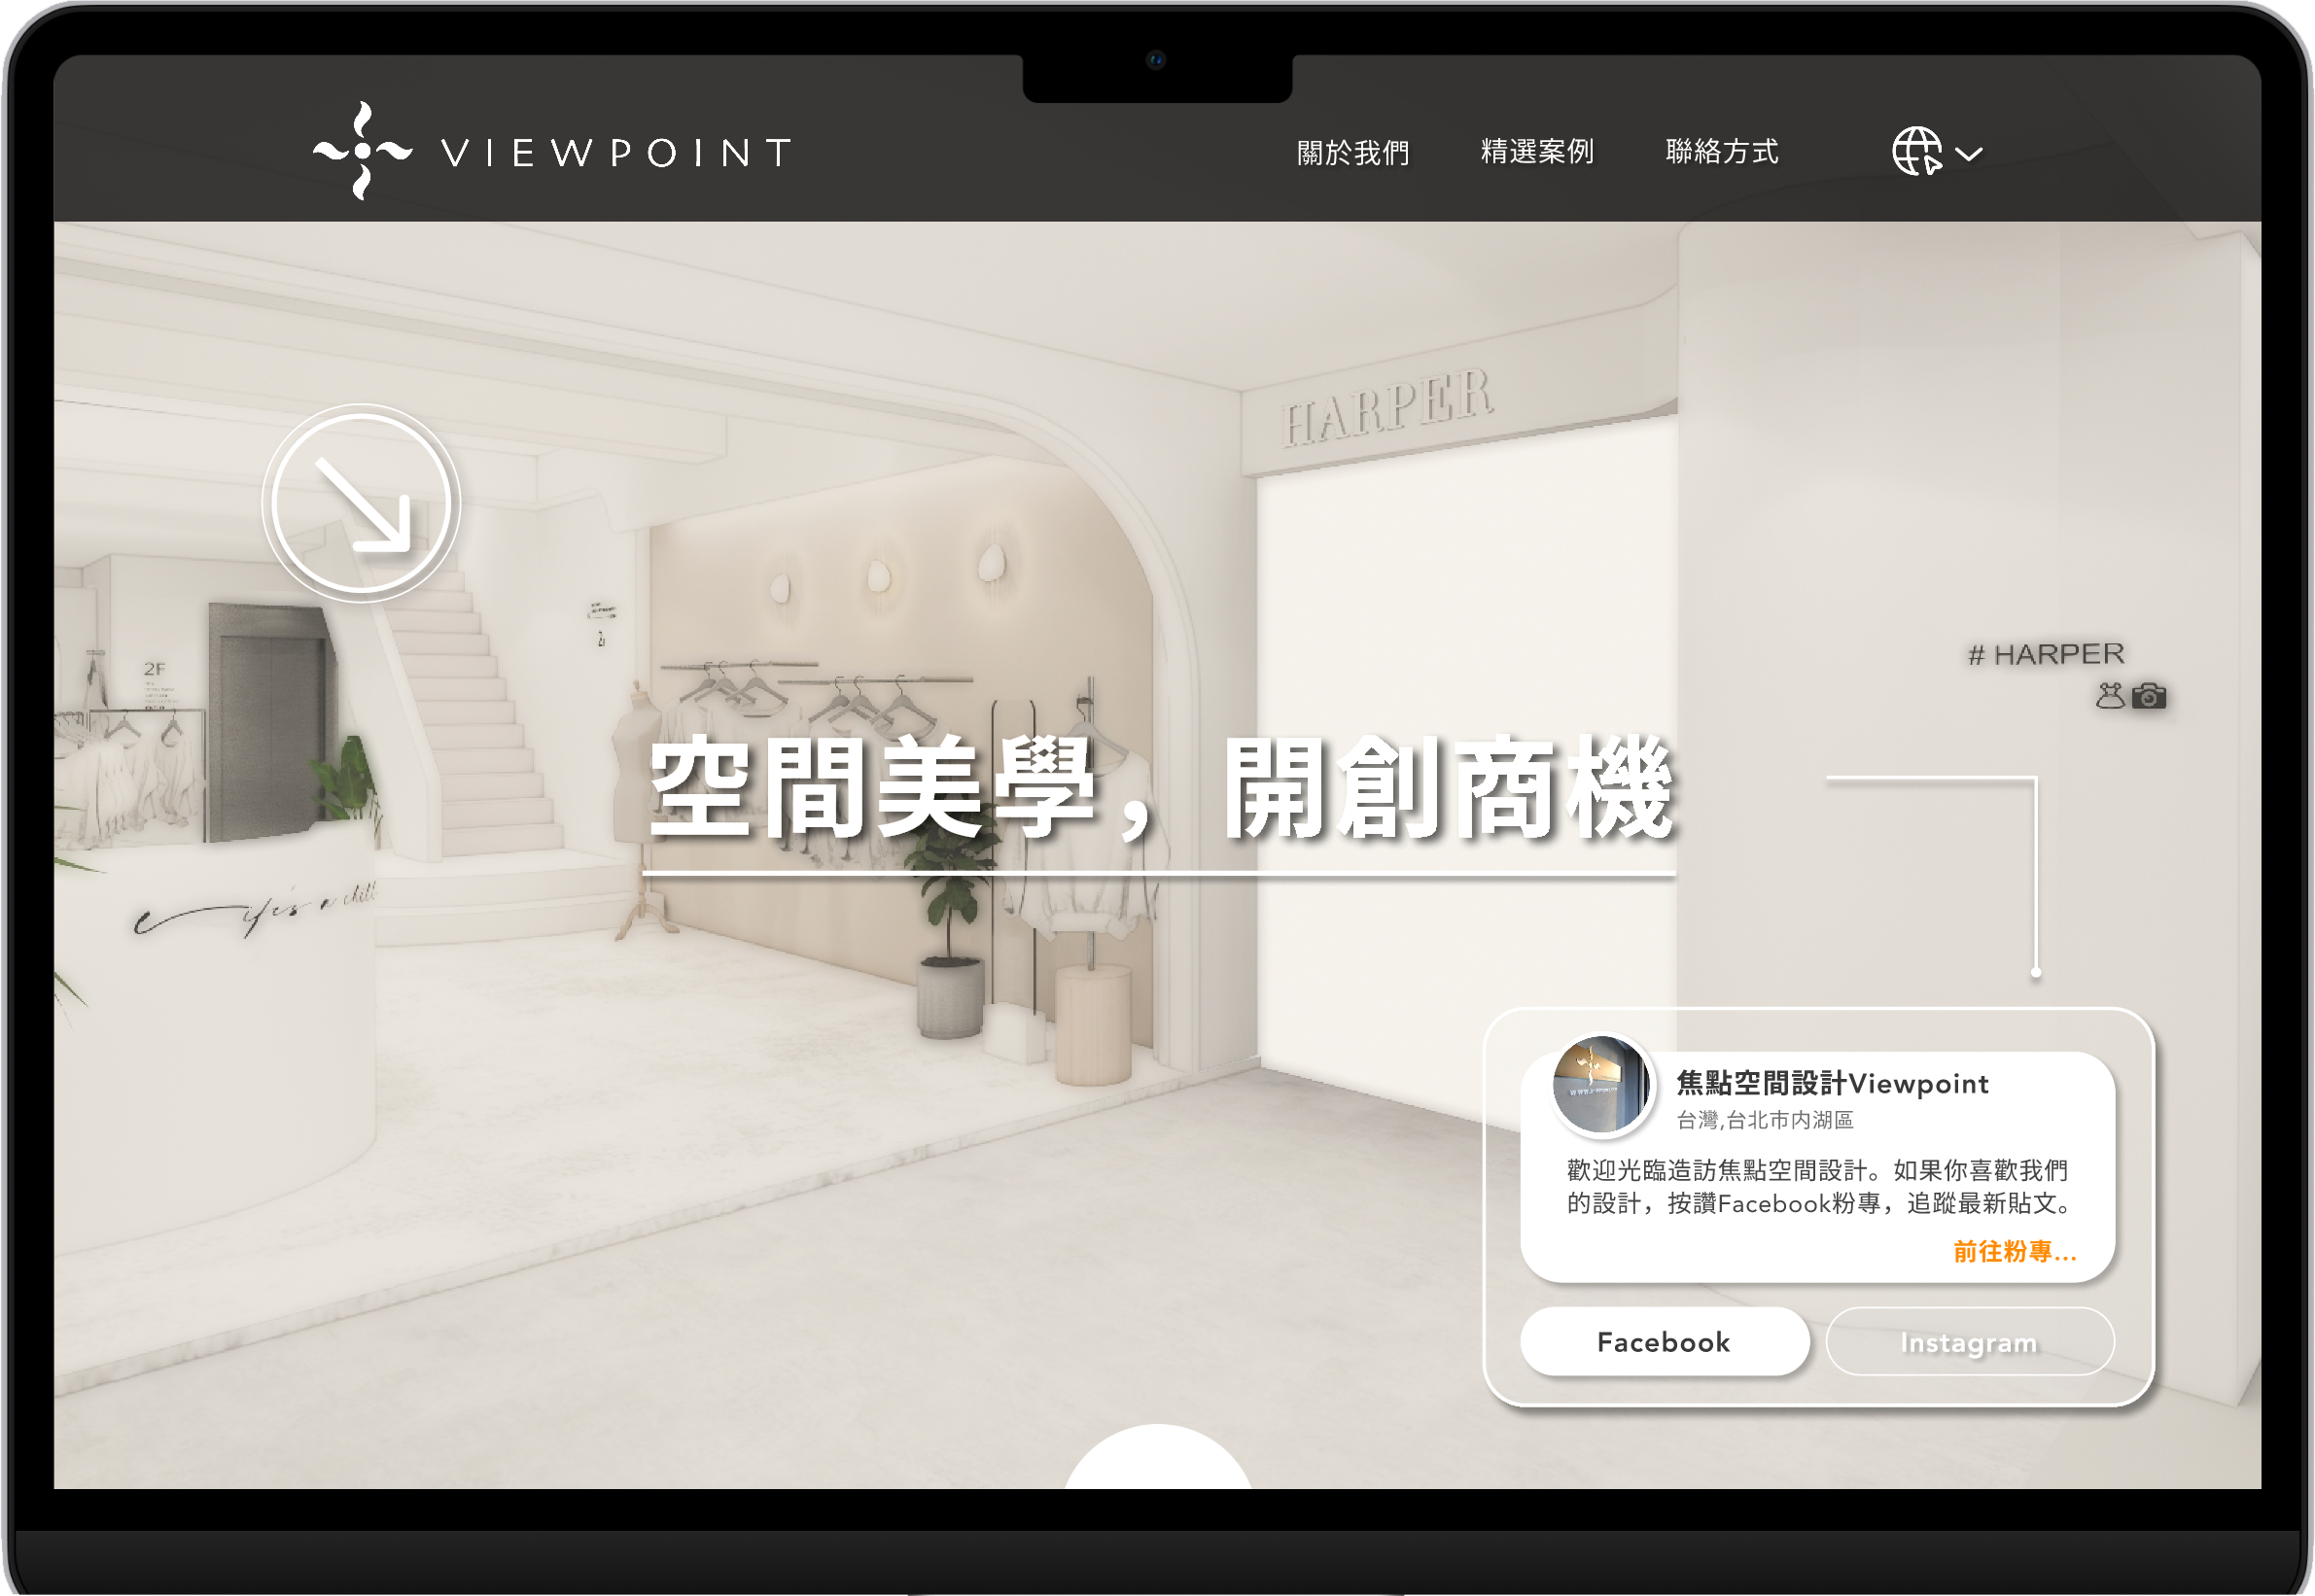 VIEWPOINT
關於我們
精選案例
聯絡方式
HARPER
# HARPER
2F
空間美學，開創商機
焦點空間設計Viewpoint
台灣,台北市內湖區
歡迎光臨造訪焦點空間設計。如果你喜歡我們
的設計，按讚Facebook粉專，追蹤最新貼文。
前往粉專...
Facebook
Instagram